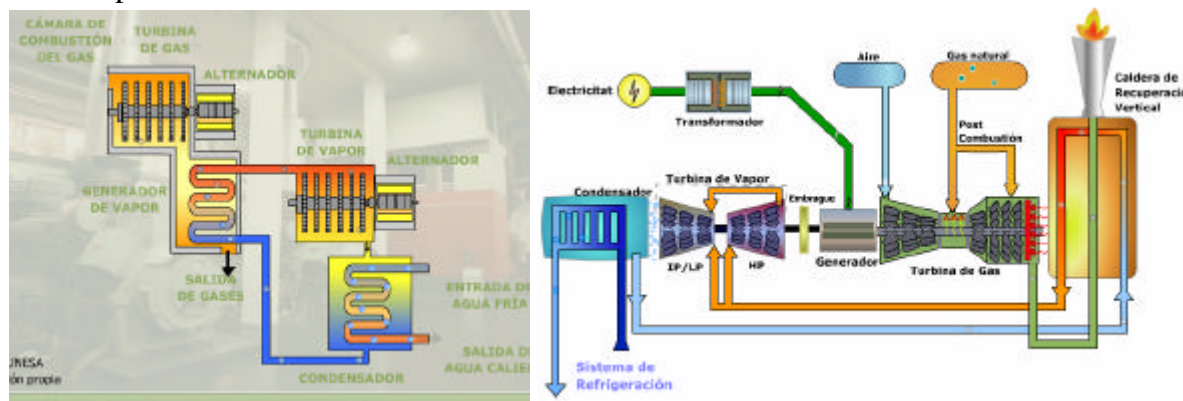 CÁMARA DE
COMBUSTIÓN
DEL GAS
TURBINA
DE GAS
ALTERNADOR
TURBINA
DE VAPOR
ALTERNADOR
GENERADOR
DE VAPOR
SALIDA
DE GASES
ENTRADA DE
AGUA FRÍA
SALIDA DE
AGUA CALIE
CONDENSADOR
UNESA
ón propia
Aire
Gas natural
Caldera de
Recuperació
Vertical
Electricitat
Transformador
Post
Combustión
Condensador
Turbina de Vapor
Embrague
IP/LP
HP
Generador
Turbina de Gas
Sistema de
Refrigeración